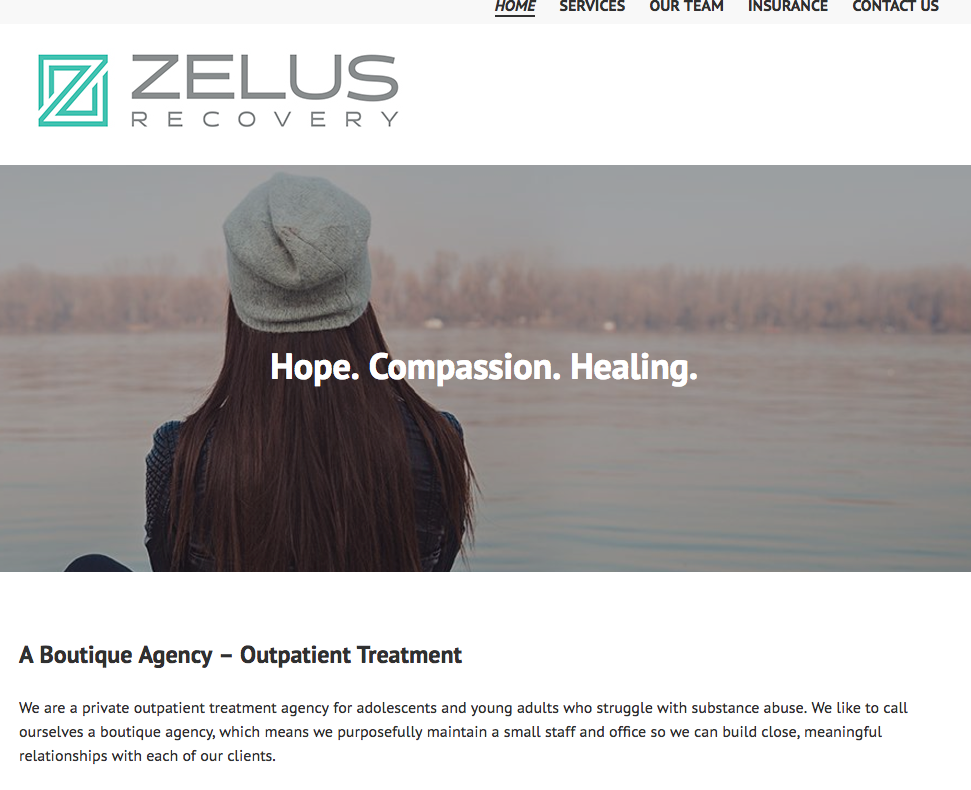 HOME SERVICES OUR TEAM INSURANCE CONTACT US
ZELUS
RECOVERY
Hope. Compassion. Healing.
A Boutique Agency – Outpatient Treatment
We are a private outpatient treatment agency for adolescents and young adults who struggle with substance abuse. We like to call
ourselves a boutique agency, which means we purposefully maintain a small staff and office so we can build close, meaningful
relationships with each of our clients.